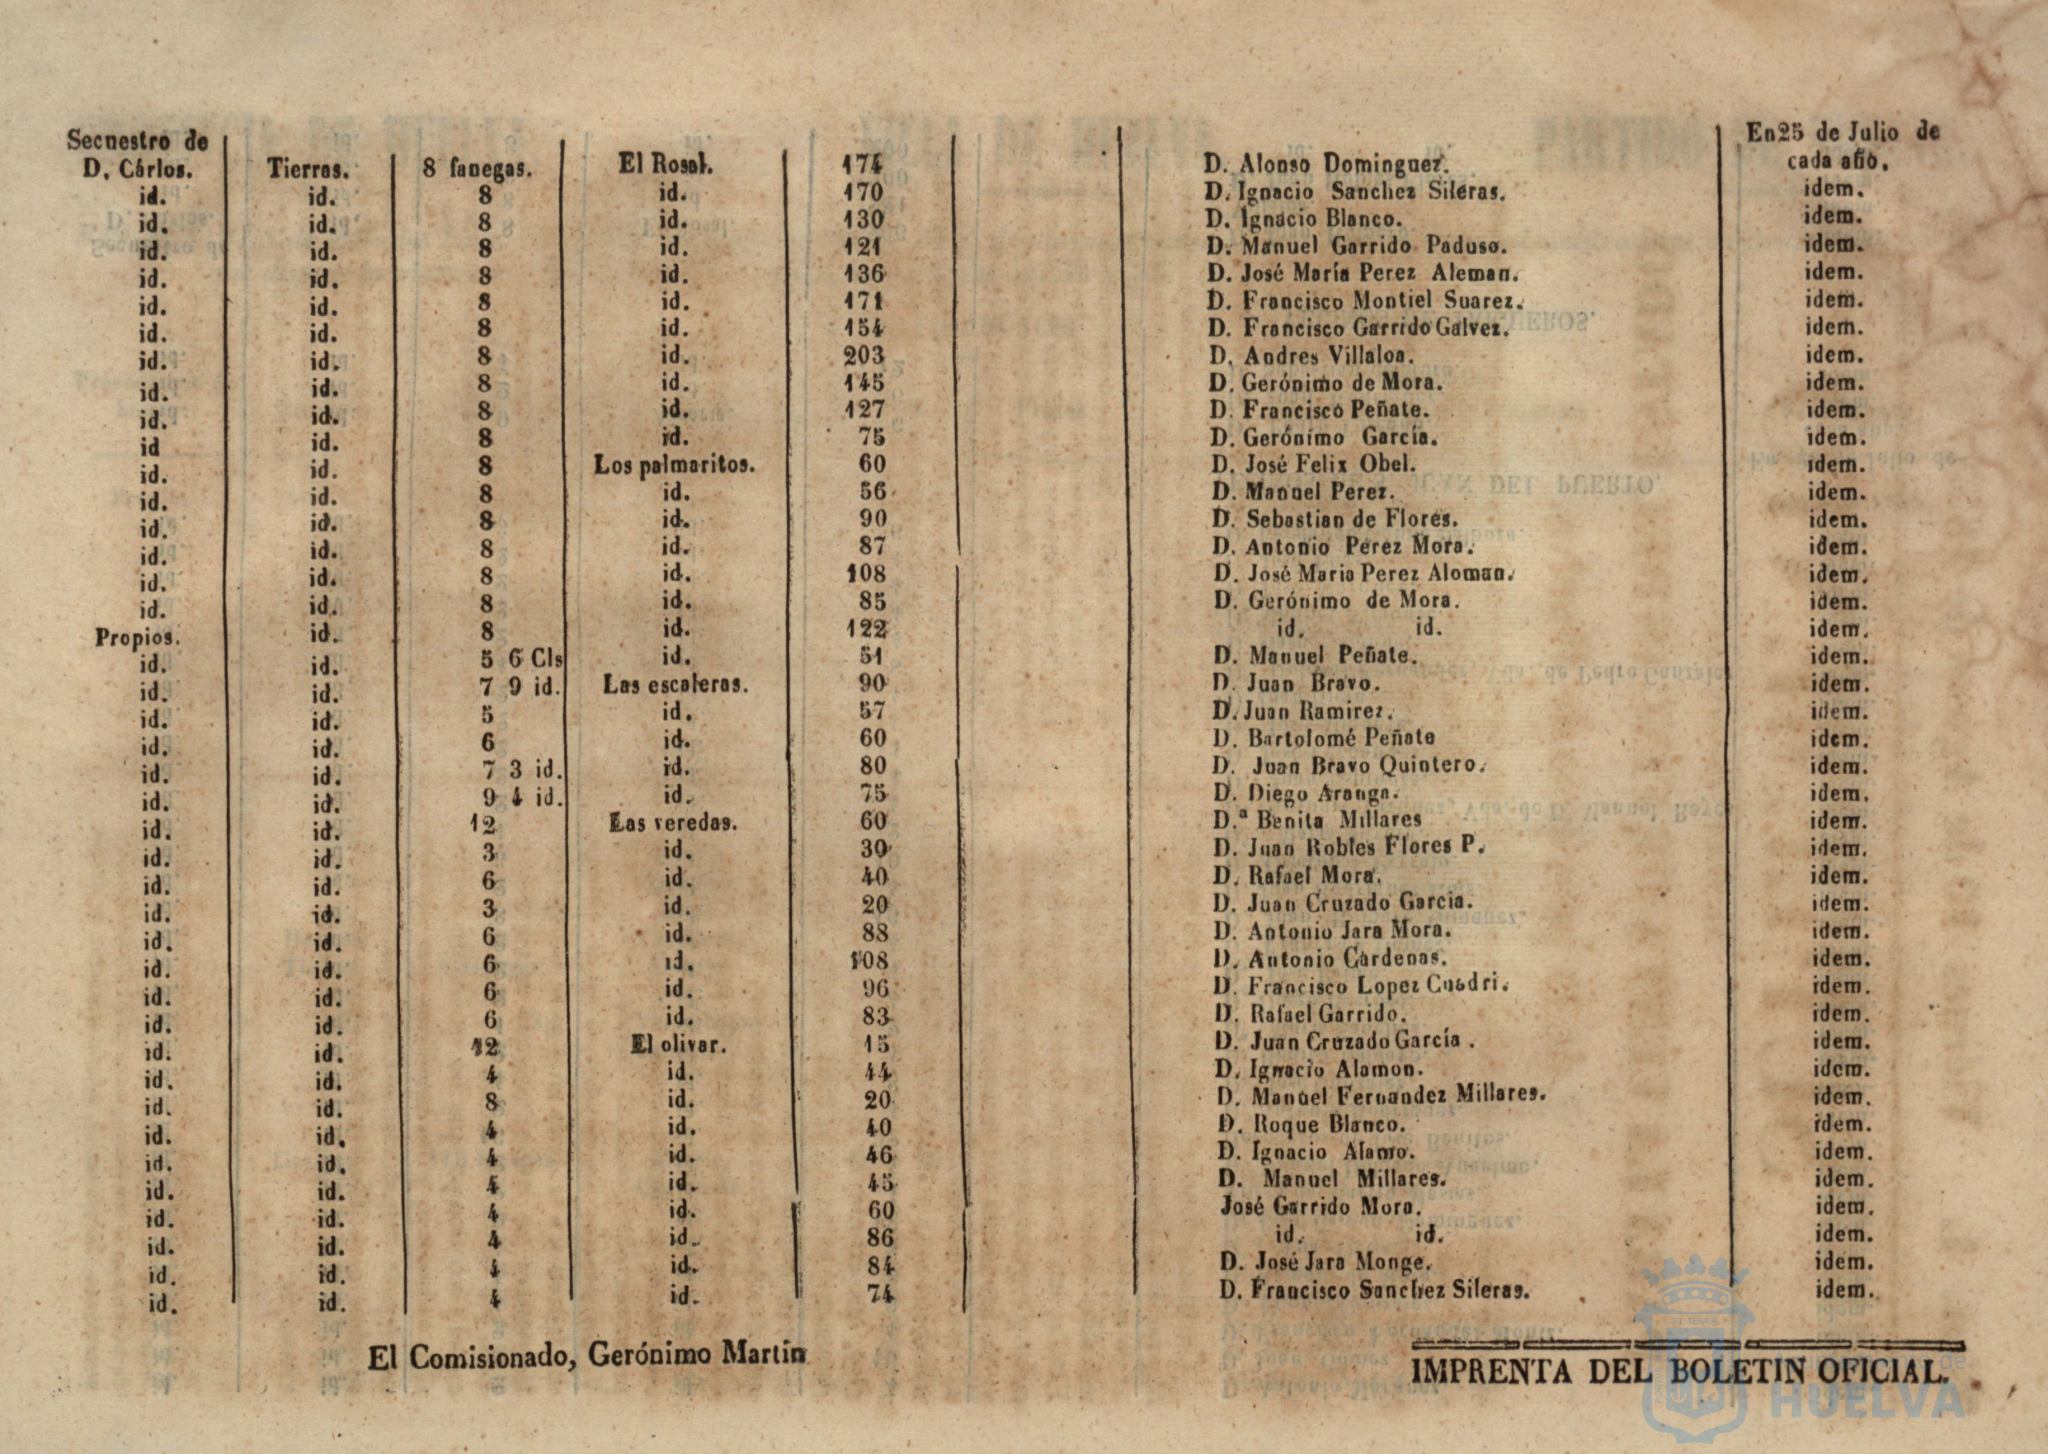 Secuestro de En 25 de Julio de
D. Cárlos. Tierras. 8 fanegas. El Rosal. 174 D. Alonso Dominguez. cada año.
id. id. 8 id. 170 D. Ignacio Sanchez Sileras. idem.
id. id. 8 id. 130 D. Ignacio Blanco. idem.
id. id. 8 id. 121 D. Manuel Garrido Paduso. idem.
id. id. 8 id. 136 D. José María Perez Aleman. idem.
id. id. 8 id. 171 D. Francisco Montiel Suarez. idem.
id. id. 8 id. 154 D. Francisco Garrido Galvez. idem.
id. id. 8 id. 203 D. Andres Villaloa. idem.
id. id. 8 id. 145 D. Gerónimo de Mora. idem.
id. id. 8 id. 127 D. Francisco Peñate. idem.
id id. 8 id. 75 D. Gerónimo García. idem.
id. id. 8 Los palmaritos. 60 D. José Felix Obel. idem.
id. id. 8 id. 56 D. Manuel Perez. idem.
id. id. 8 id. 90 D. Sebastian de Flores. idem.
id. id. 8 id. 87 D. Antonio Perez Mora. idem.
id. id. 8 id. 108 D. José Maria Perez Aloman. idem.
id. id. 8 id. 85 D. Gerónimo de Mora. idem.
Propios. id. 8 id. 122 id. id. idem.
id. id. 5 6 Cls id. 51 D. Manuel Peñate. idem.
id. id. 7 9 id. Las escaleras. 90 D. Juan Bravo. idem.
id. id. 5 id. 57 D. Juan Ramirez. idem.
id. id. 6 id. 60 D. Bartolomé Peñate idem.
id. id. 7 3 id. id. 80 D. Juan Bravo Quintero. idem.
id. id. 9 4 id. id. 75 D. Diego Aranga. idem.
id. id. 12 Las veredas. 60 D.ª Benita Millares idem.
id. id. 3 id. 30 D. Juan Robles Flores P. idem.
id. id. 6 id. 40 D. Rafael Mora. idem.
id. id. 3 id. 20 D. Juan Cruzado Garcia. idem.
id. id. 6 id. 88 D. Antonio Jara Mora. idem.
id. id. 6 id. 108 D. Antonio Cárdenas. idem.
id. id. 6 id. 96 D. Francisco Lopez Cuadri. idem.
id. id. 6 id. 83 D. Rafael Garrido. idem.
id. id. 12 El olivar. 15 D. Juan Cruzado García. idem.
id. id. 4 id. 44 D. Ignacio Alamon. idem.
id. id. 8 id. 20 D. Manuel Fernandez Millares. idem.
id. id. 4 id. 40 D. Roque Blanco. idem.
id. id. 4 id. 46 D. Ignacio Alamo. idem.
id. id. 4 id. 45 D. Manuel Millares. idem.
id. id. 4 id. 60 José Garrido Mora. idem.
id. id. 4 id. 86 id. id. idem.
id. id. 4 id. 84 D. José Jara Monge. idem.
id. id. 4 id. 74 D. Francisco Sanchez Sileras. idem.
El Comisionado, Gerónimo Martin
IMPRENTA DEL BOLETIN OFICIAL.
de
HUELVA